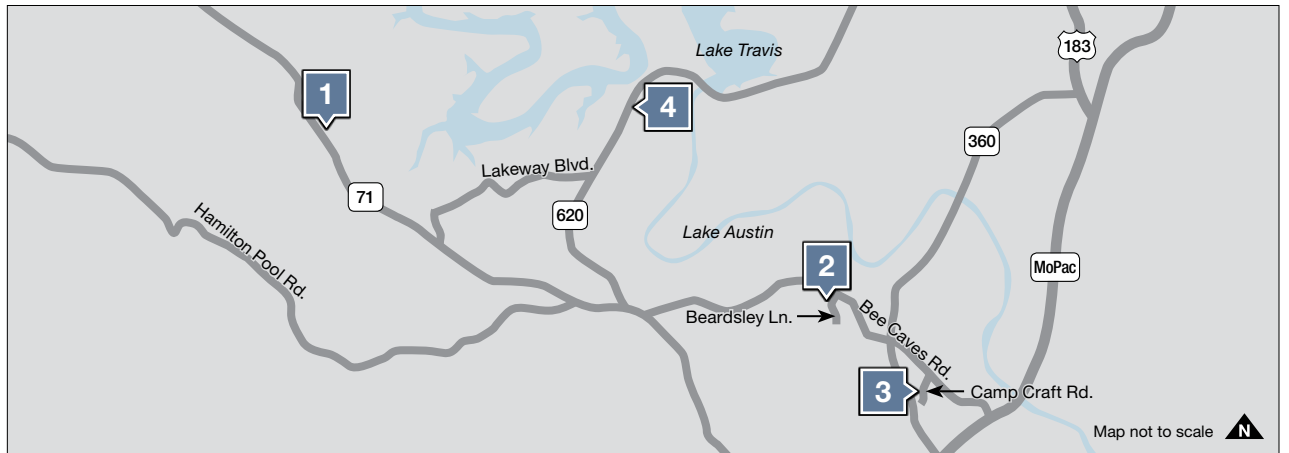 Lake Travis
183
1
4
360
Lakeway Blvd.
71
620
Hamilton Pool Rd.
Lake Austin
2
MoPac
Beardsley Ln.
Bee Caves Rd.
3
Camp Craft Rd.
Map not to scale
N